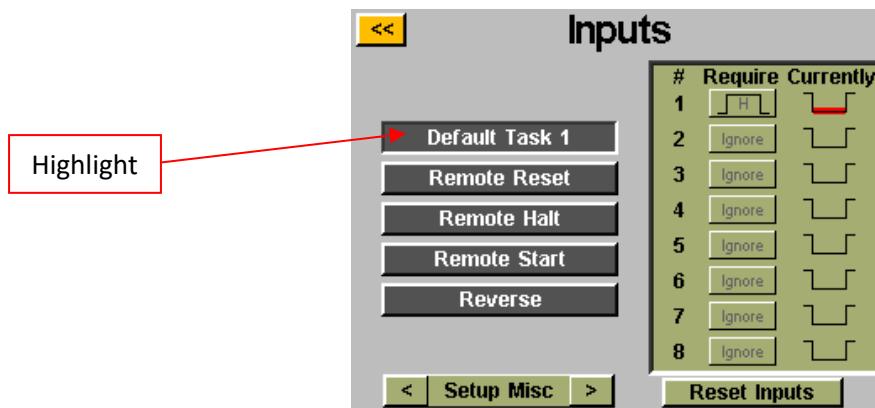 << Inputs
# Require Currently
1 H
Default Task 1
2 Ignore
Highlight
Remote Reset
3 Ignore
Remote Halt
4 Ignore
Remote Start
5 Ignore
6 Ignore
Reverse
7 Ignore
8 Ignore
< Setup Misc >
Reset Inputs